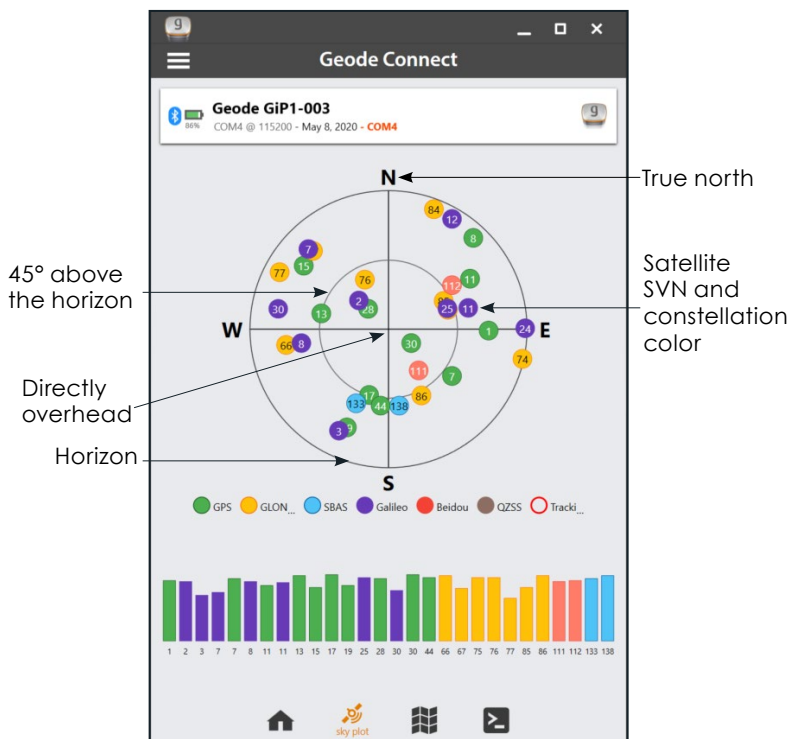 g
Geode Connect
Geode GiP1-003
86%
COM4 @ 115200 - May 8, 2020 - COM4
g
N
True north
84
12
8
7
15
77
76
11
112
45° above
the horizon
Satellite
SVN and
constellation
color
2
28
30
13
25
11
W
1
24
E
66
8
30
74
111
7
Directly
overhead
17
86
133
44
138
3
Horizon
S
GPS GLON... SBAS Galileo Beidou QZSS Tracki...
1 2 3 7 7 8 11 11 13 15 17 19 25 28 30 30 44 66 67 75 76 77 85 86 111 112 133 138
sky plot